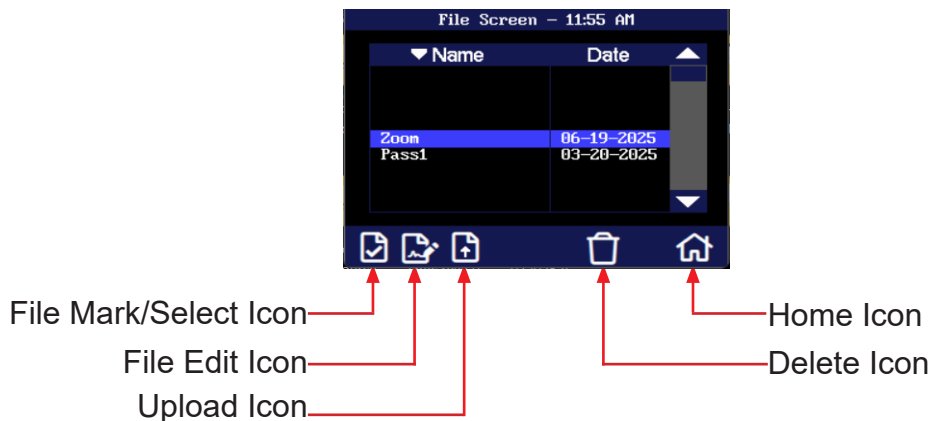 File Screen - 11:55 AM
Name Date
Zoom 06-19-2025
Pass1 03-20-2025
File Mark/Select Icon
Home Icon
File Edit Icon
Delete Icon
Upload Icon